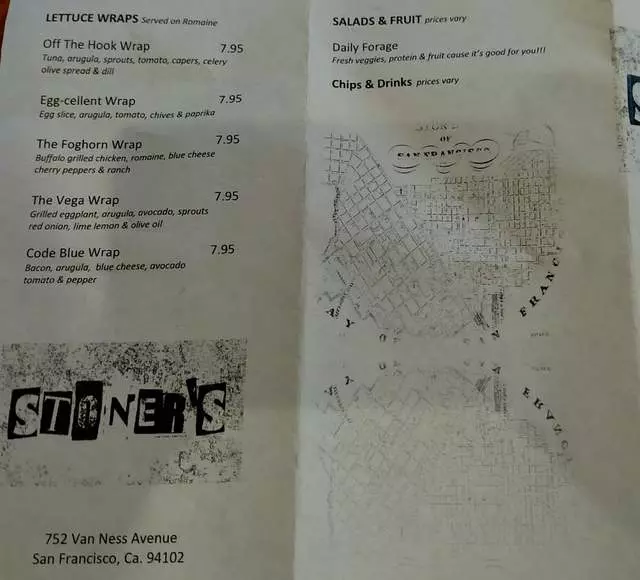 LETTUCE WRAPS Served on Romaine
Off The Hook Wrap 7.95
Tuna, arugula, sprouts, tomato, capers, celery
olive spread & dill
Egg-cellent Wrap 7.95
Egg slice, arugula, tomato, chives & paprika
The Foghorn Wrap 7.95
Buffalo grilled chicken, romaine, blue cheese
cherry peppers & ranch
The Vega Wrap 7.95
Grilled eggplant, arugula, avocado, sprouts
red onion, lime leman & olive oil
Code Blue Wrap 7.95
Bacon, arugula, blue cheese, avocado
tomato & pepper
STONER'S
752 Van Ness Avenue
San Francisco, Ca. 94102
SALADS & FRUIT prices vary
Daily Forage
Fresh veggies, protein & fruit cause it's good for you!!!
Chips & Drinks prices vary
OF
SAN FRANCISCO